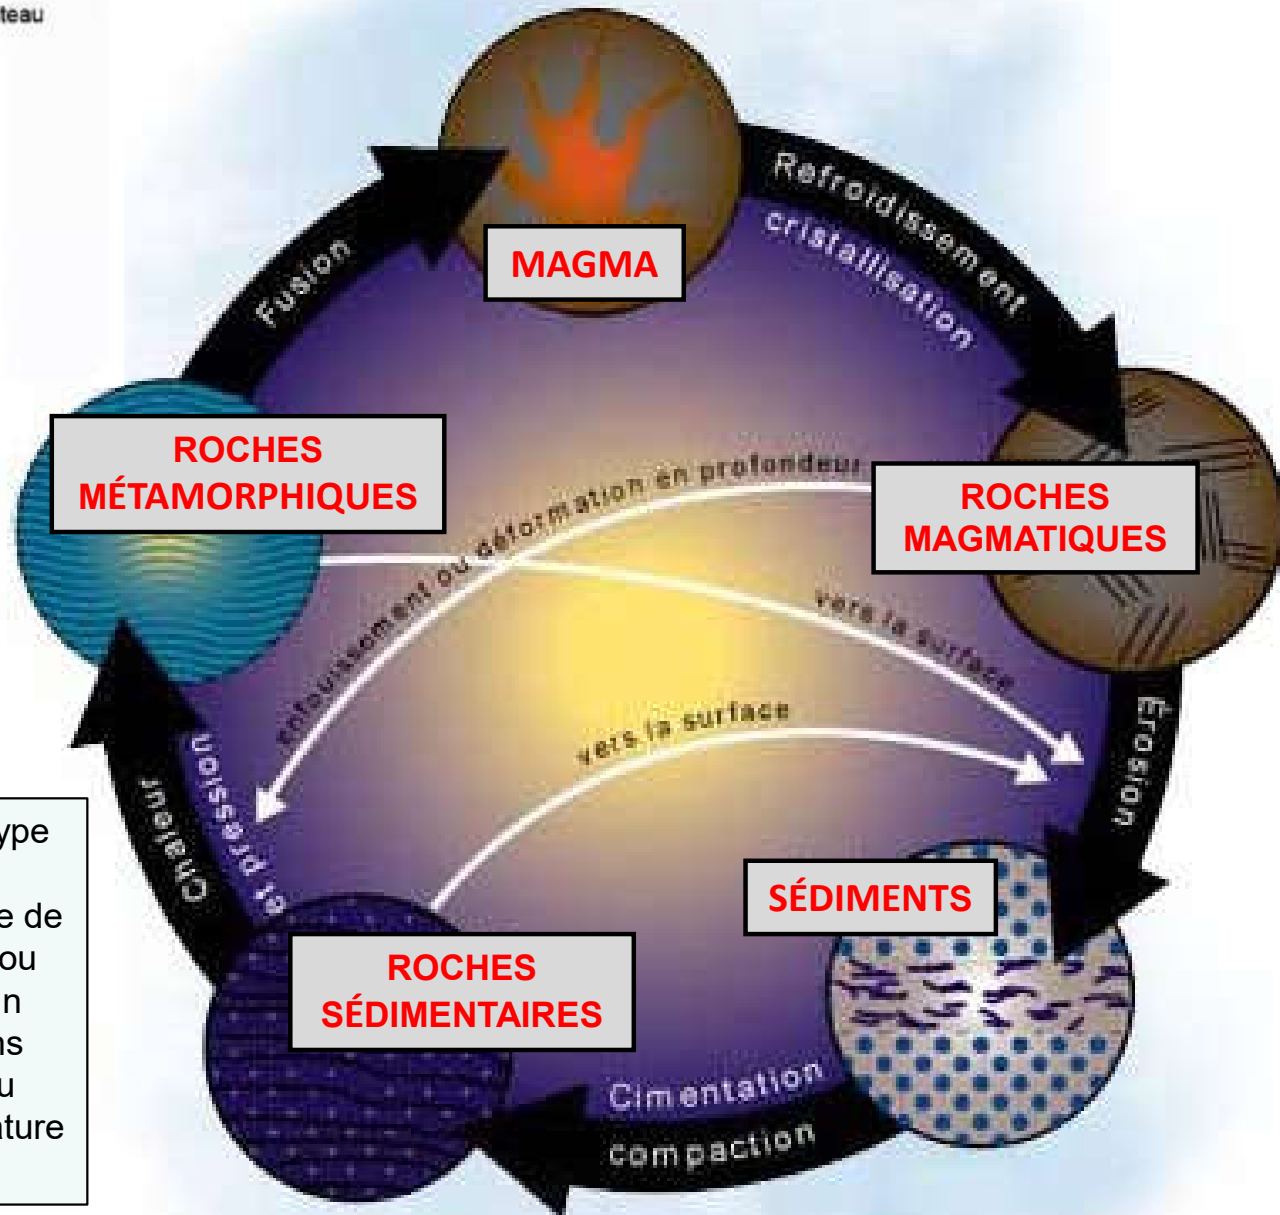 teau
MAGMA
Refroidissement
cristallisation
Fusion
ROCHES
MÉTAMORPHIQUES
ROCHES
MAGMATIQUES
enfouissement ou déformation en profondeur
vers la surface
vers la surface
Érosion
Chaleur
et pression
SÉDIMENTS
ROCHES
SÉDIMENTAIRES
Cimentation
compaction
ype
e de
ou
n
ns
u
ature